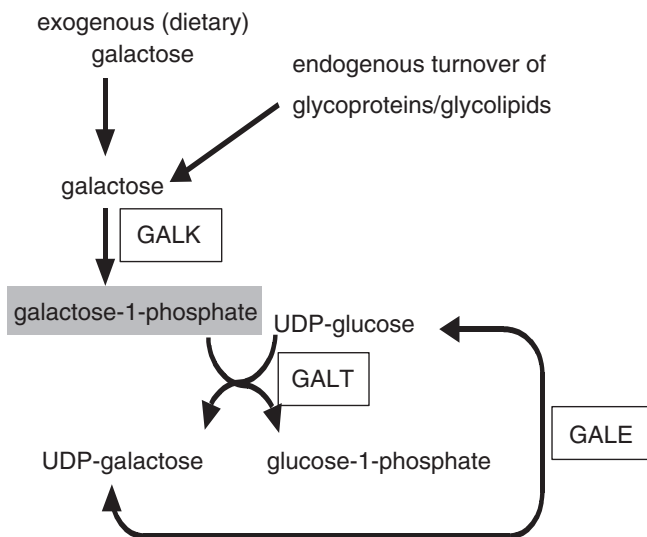 exogenous (dietary)
galactose
endogenous turnover of
glycoproteins/glycolipids
galactose
GALK
galactose-1-phosphate
UDP-glucose
GALT
GALE
UDP-galactose
glucose-1-phosphate